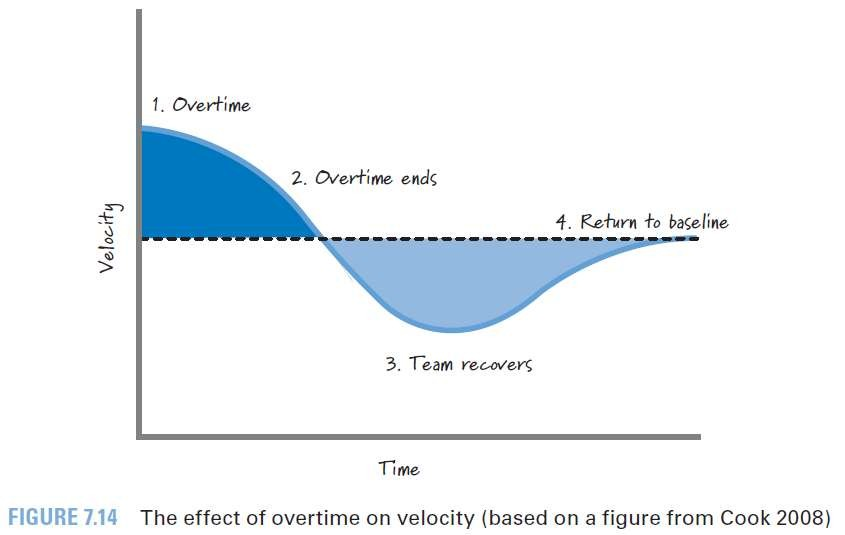 1. Overtime
2. Overtime ends
4. Return to baseline
Velocity
3. Team recovers
Time
FIGURE 7.14 The effect of overtime on velocity (based on a figure from Cook 2008)